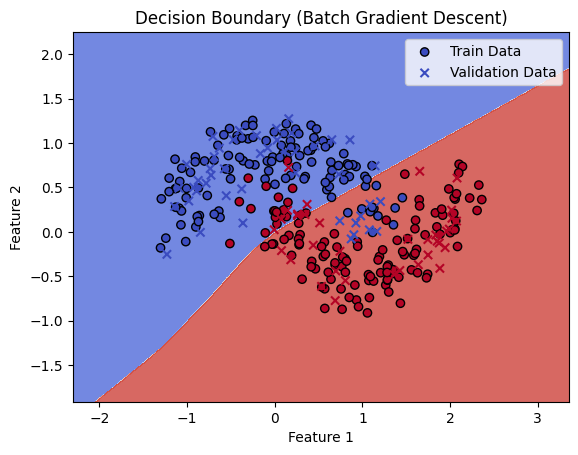 Decision Boundary (Batch Gradient Descent)
Train Data
Validation Data
2.0
1.5
1.0
0.5
0.0
−0.5
−1.0
−1.5
Feature 2
−2
−1
0
1
2
3
Feature 1